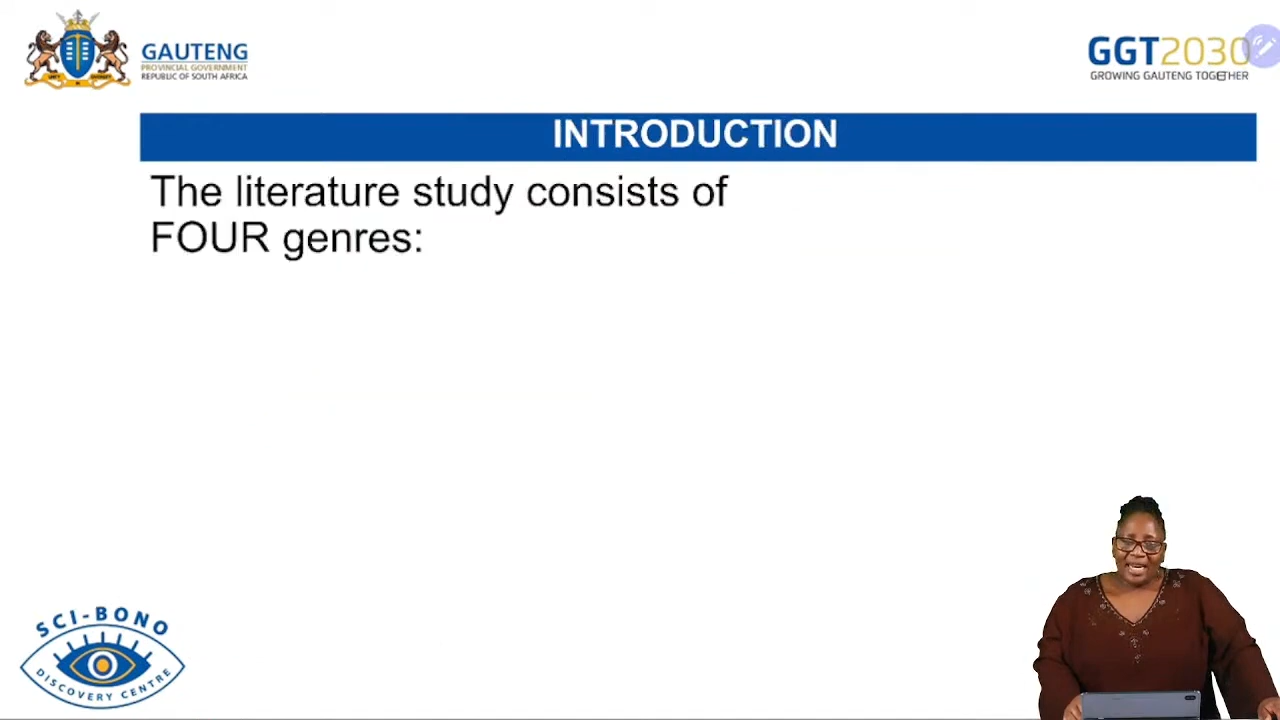 GAUTENG
PROVINCIAL GOVERNMENT
REPUBLIC OF SOUTH AFRICA
GGT2030
GROWING GAUTENG TOGETHER
INTRODUCTION
The literature study consists of
FOUR genres:
SCI-BONO
DISCOVERY CENTRE